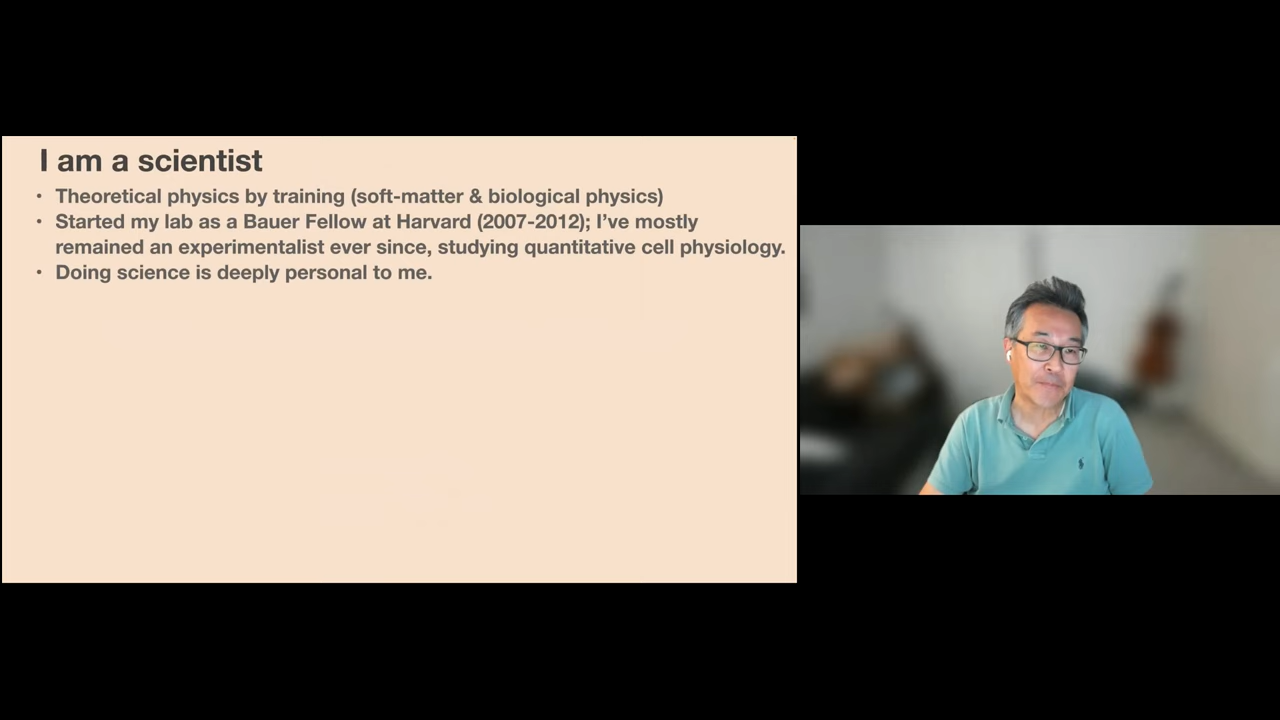 I am a scientist
• Theoretical physics by training (soft-matter & biological physics)
• Started my lab as a Bauer Fellow at Harvard (2007-2012); I’ve mostly
remained an experimentalist ever since, studying quantitative cell physiology.
• Doing science is deeply personal to me.